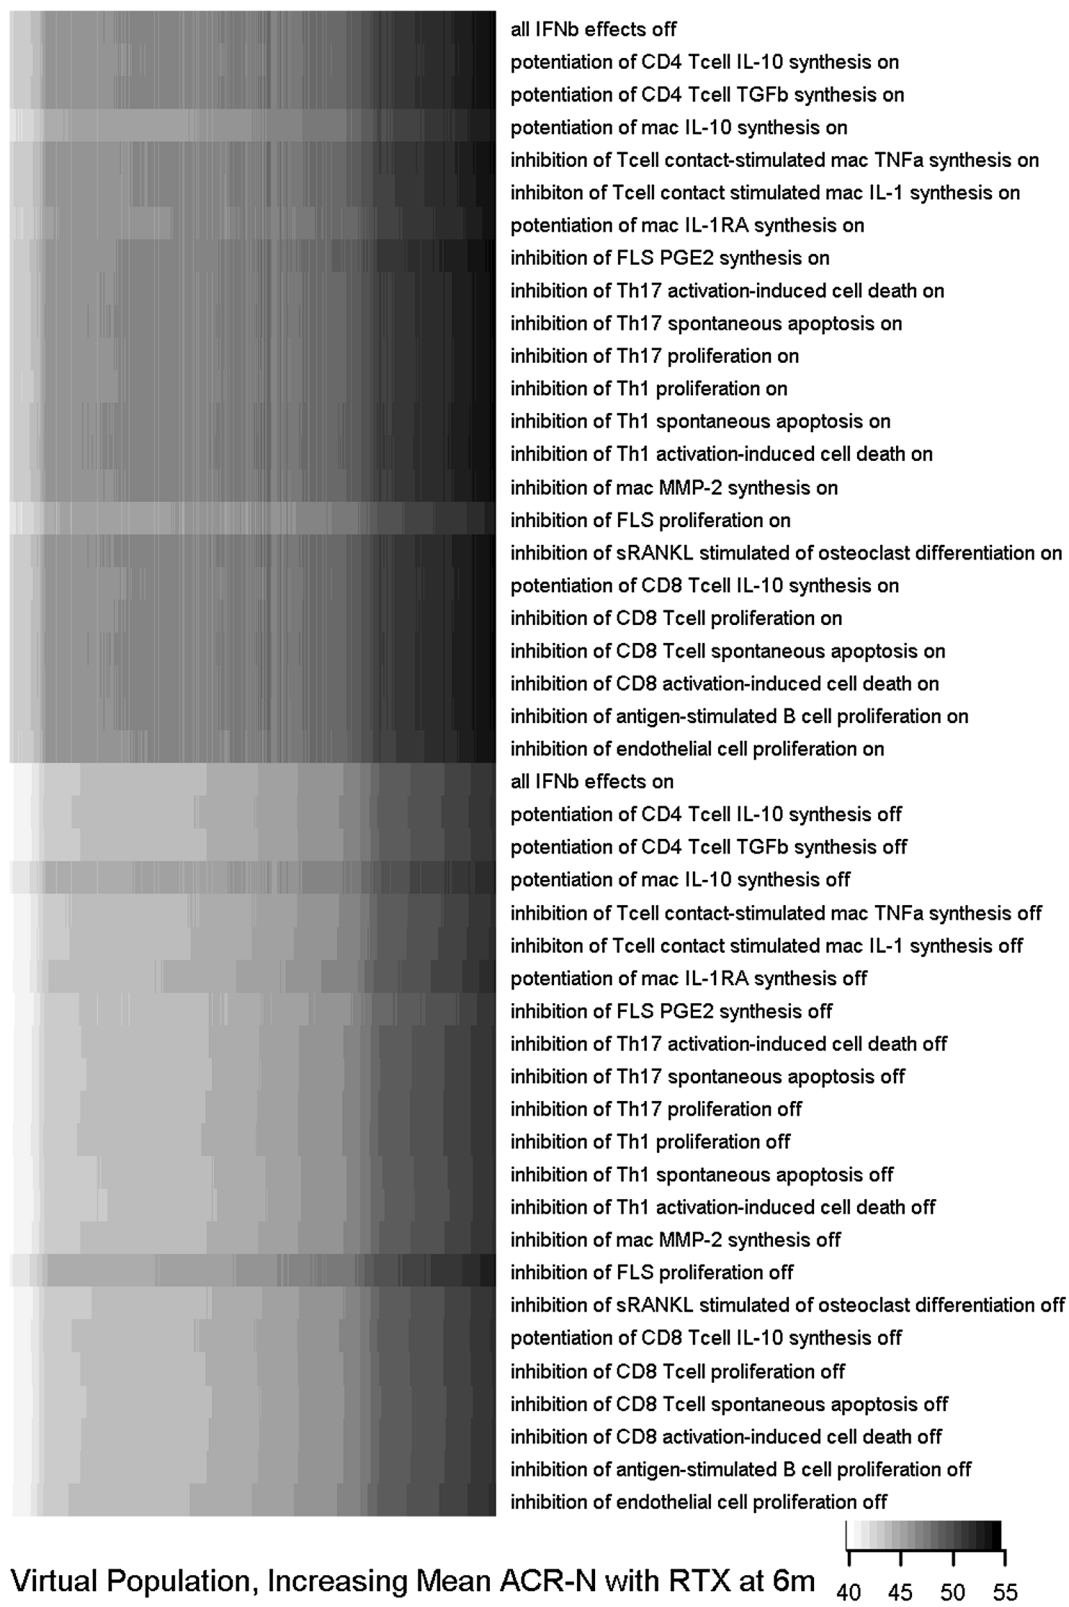 all IFNb effects off
potentiation of CD4 Tcell IL-10 synthesis on
potentiation of CD4 Tcell TGFb synthesis on
potentiation of mac IL-10 synthesis on
inhibition of Tcell contact-stimulated mac TNFa synthesis on
inhibiton of Tcell contact stimulated mac IL-1 synthesis on
potentiation of mac IL-1RA synthesis on
inhibition of FLS PGE2 synthesis on
inhibition of Th17 activation-induced cell death on
inhibition of Th17 spontaneous apoptosis on
inhibition of Th17 proliferation on
inhibition of Th1 proliferation on
inhibition of Th1 spontaneous apoptosis on
inhibition of Th1 activation-induced cell death on
inhibition of mac MMP-2 synthesis on
inhibition of FLS proliferation on
inhibition of sRANKL stimulated of osteoclast differentiation on
potentiation of CD8 Tcell IL-10 synthesis on
inhibition of CD8 Tcell proliferation on
inhibition of CD8 Tcell spontaneous apoptosis on
inhibition of CD8 activation-induced cell death on
inhibition of antigen-stimulated B cell proliferation on
inhibition of endothelial cell proliferation on
all IFNb effects on
potentiation of CD4 Tcell IL-10 synthesis off
potentiation of CD4 Tcell TGFb synthesis off
potentiation of mac IL-10 synthesis off
inhibition of Tcell contact-stimulated mac TNFa synthesis off
inhibiton of Tcell contact stimulated mac IL-1 synthesis off
potentiation of mac IL-1RA synthesis off
inhibition of FLS PGE2 synthesis off
inhibition of Th17 activation-induced cell death off
inhibition of Th17 spontaneous apoptosis off
inhibition of Th17 proliferation off
inhibition of Th1 proliferation off
inhibition of Th1 spontaneous apoptosis off
inhibition of Th1 activation-induced cell death off
inhibition of mac MMP-2 synthesis off
inhibition of FLS proliferation off
inhibition of sRANKL stimulated of osteoclast differentiation off
potentiation of CD8 Tcell IL-10 synthesis off
inhibition of CD8 Tcell proliferation off
inhibition of CD8 Tcell spontaneous apoptosis off
inhibition of CD8 activation-induced cell death off
inhibition of antigen-stimulated B cell proliferation off
inhibition of endothelial cell proliferation off
Virtual Population, Increasing Mean ACR-N with RTX at 6m
40 45 50 55